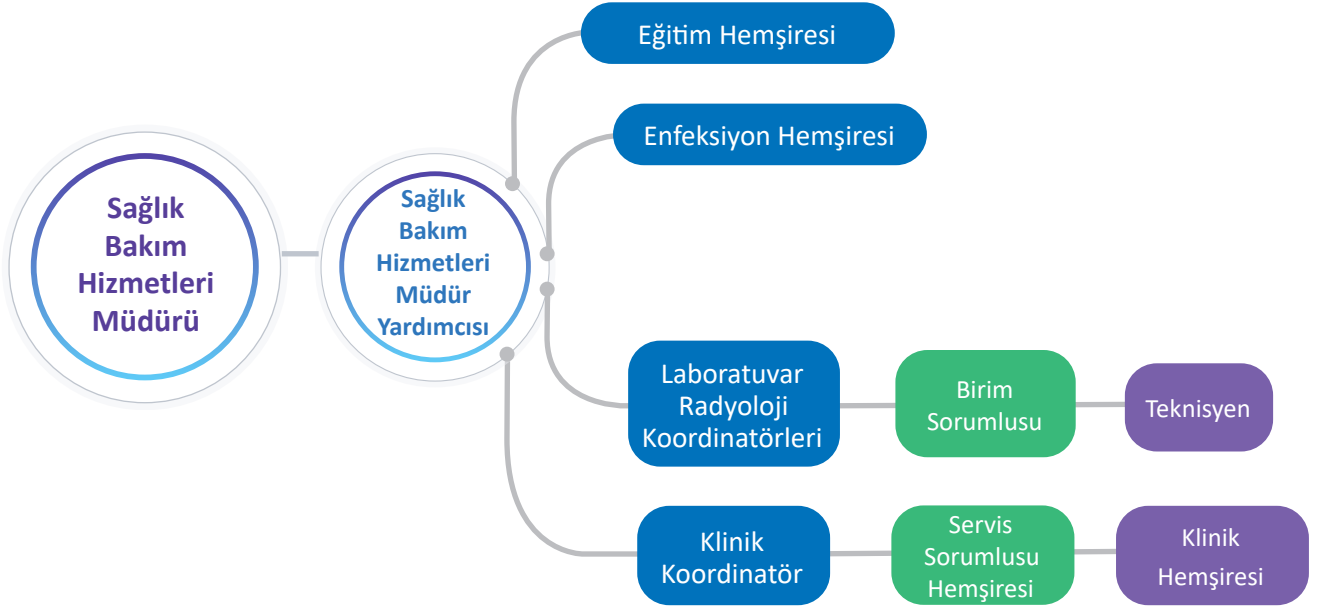 Sağlık
Bakım
Hizmetleri
Müdürü
Sağlık
Bakım
Hizmetleri
Müdür
Yardımcısı
Eğitim Hemşiresi
Enfeksiyon Hemşiresi
Laboratuvar
Radyoloji
Koordinatörleri
Birim
Sorumlusu
Teknisyen
Klinik
Koordinatör
Servis
Sorumlusu
Hemşiresi
Klinik
Hemşiresi